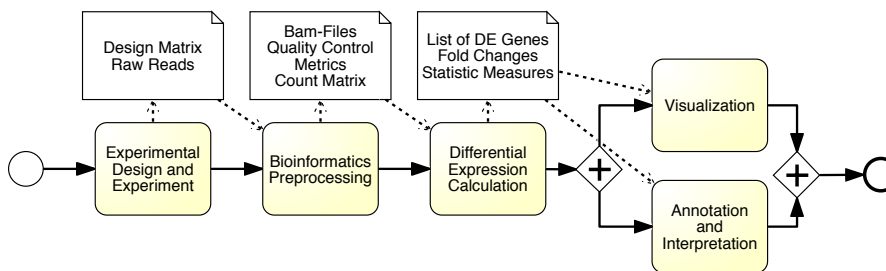 Design Matrix
Raw Reads
Bam-Files
Quality Control
Metrics
Count Matrix
List of DE Genes
Fold Changes
Statistic Measures
Experimental
Design and
Experiment
Bioinformatics
Preprocessing
Differential
Expression
Calculation
Visualization
Annotation
and
Interpretation